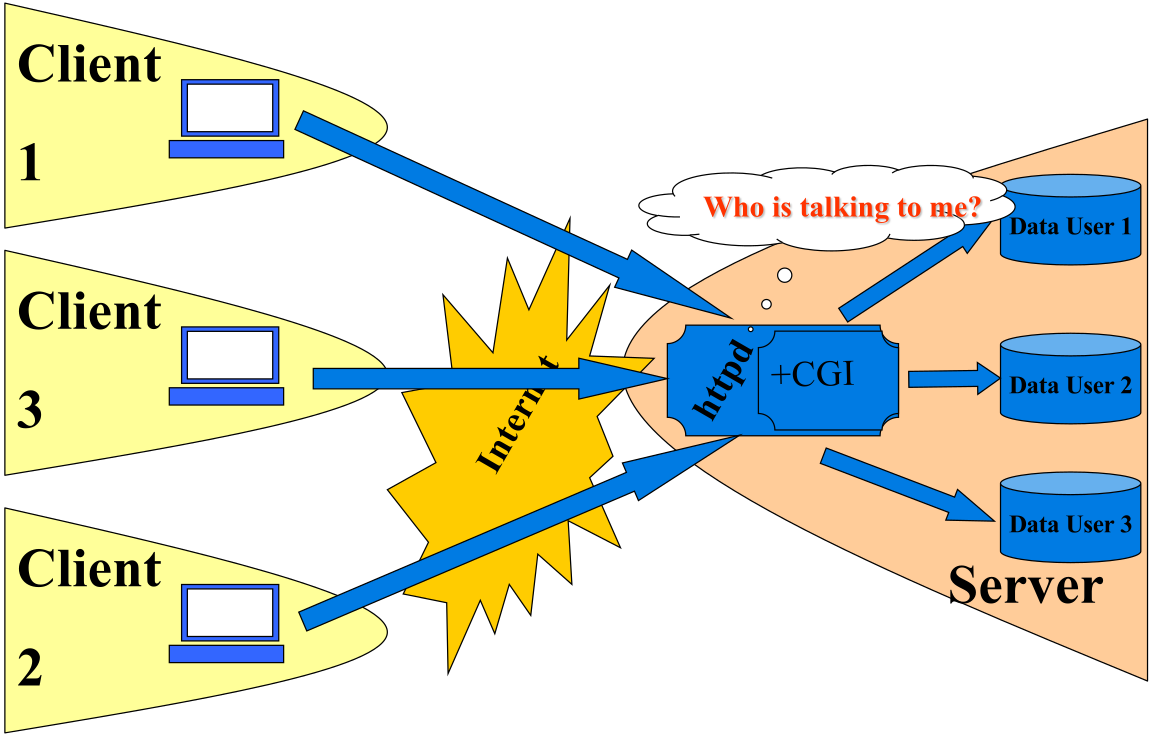 Client
1
Client
3
Client
2
Internet
Who is talking to me?
httpd
+CGI
Data User 1
Data User 2
Data User 3
Server